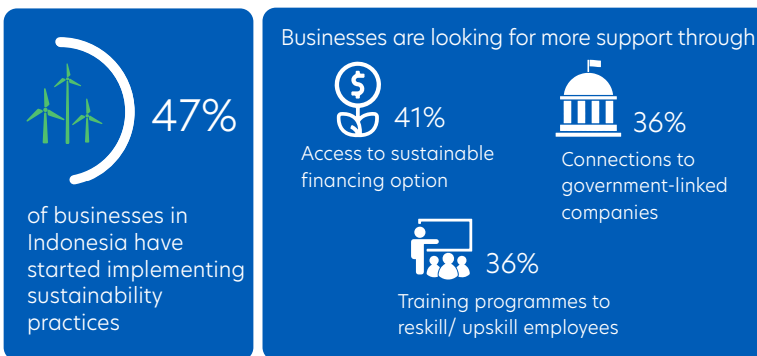 47%
of businesses in
Indonesia have
started implementing
sustainability
practices
Businesses are looking for more support through
$
41%
Access to sustainable
financing option
36%
Connections to
government-linked
companies
36%
Training programmes to
reskill/ upskill employees